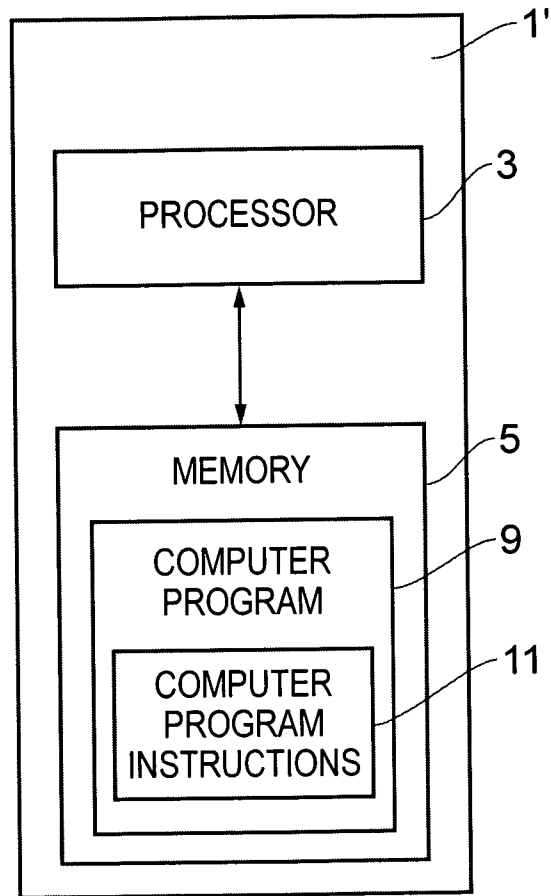 1'
3
PROCESSOR
5
MEMORY
9
COMPUTER
PROGRAM
11
COMPUTER
PROGRAM
INSTRUCTIONS